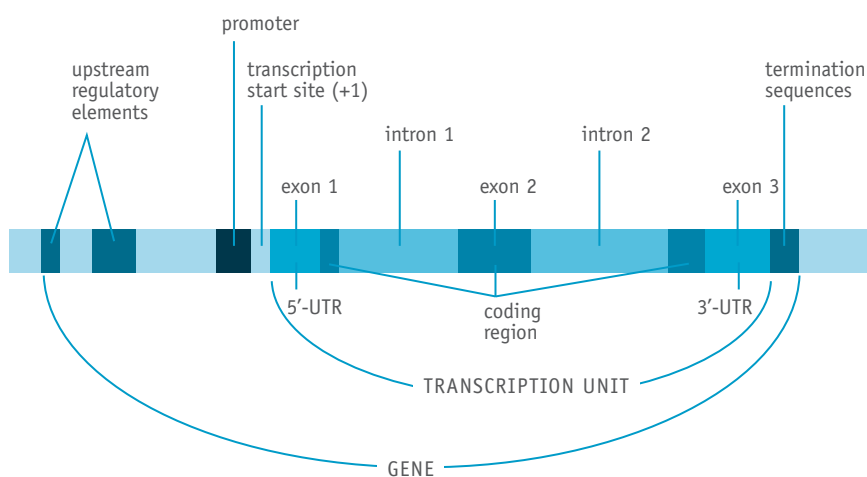 promoter
upstream
regulatory
elements
transcription
start site (+1)
termination
sequences
intron 1
intron 2
exon 1
exon 2
exon 3
5′-UTR
coding
region
3′-UTR
TRANSCRIPTION UNIT
GENE